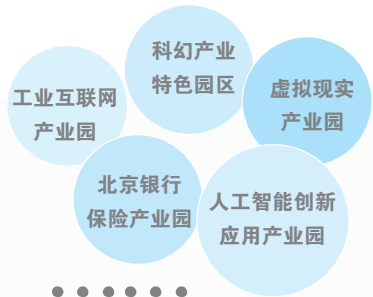 科幻产业
特色园区
工业互联网
产业园
虚拟现实
产业园
北京银行
保险产业园
人工智能创新
应用产业园